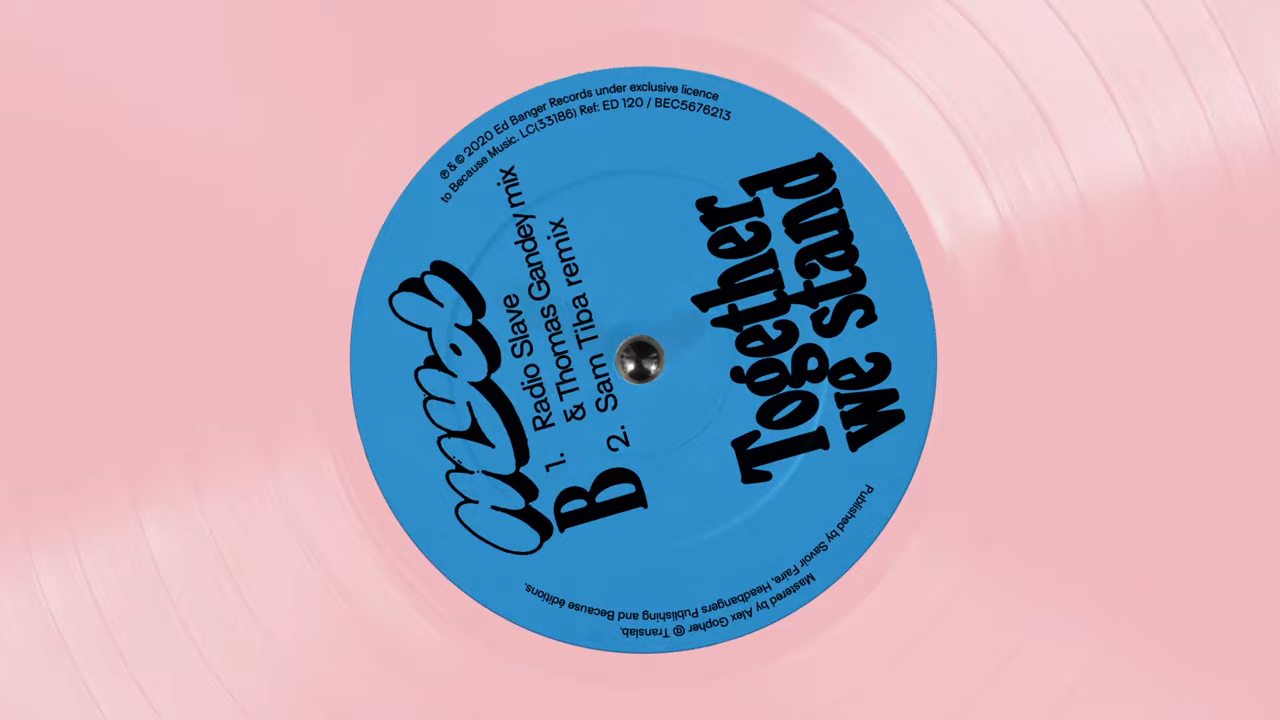 ℗ & © 2020 Ed Banger Records under exclusive licence
to Because Music. LC(33186) Ref: ED 120 / BEC5676213
B
1. Radio Slave
& Thomas Gandey mix
2. Sam Tiba remix
Together
we stand
Published by Savoir Faire, Headbangers Publishing and Because éditions.
Mastered by Alex Gopher @ Translab.